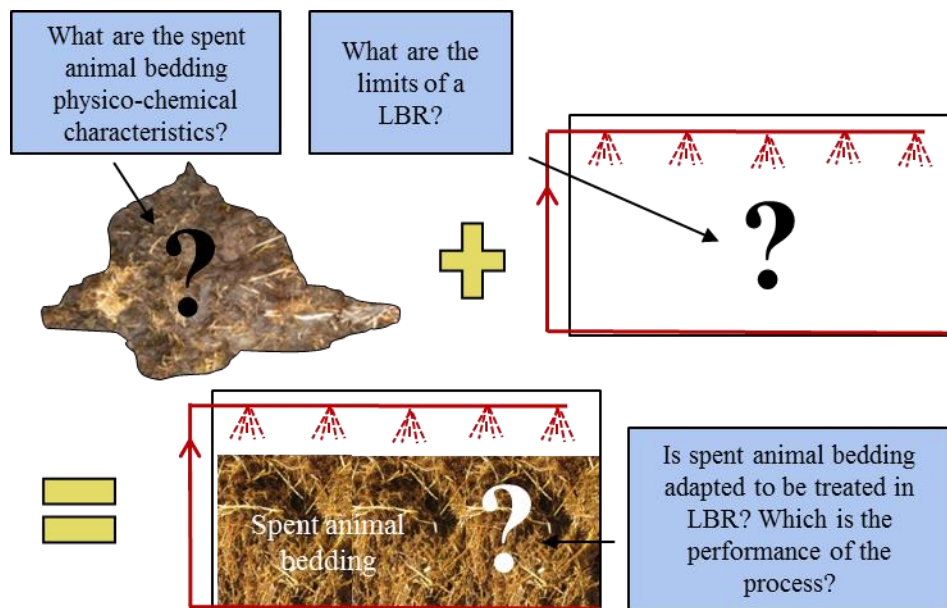 What are the spent
animal bedding
physico-chemical
characteristics?
What are the
limits of a
LBR?
?
?
Spent animal
bedding
?
Is spent animal bedding
adapted to be treated in
LBR? Which is the
performance of the
process?